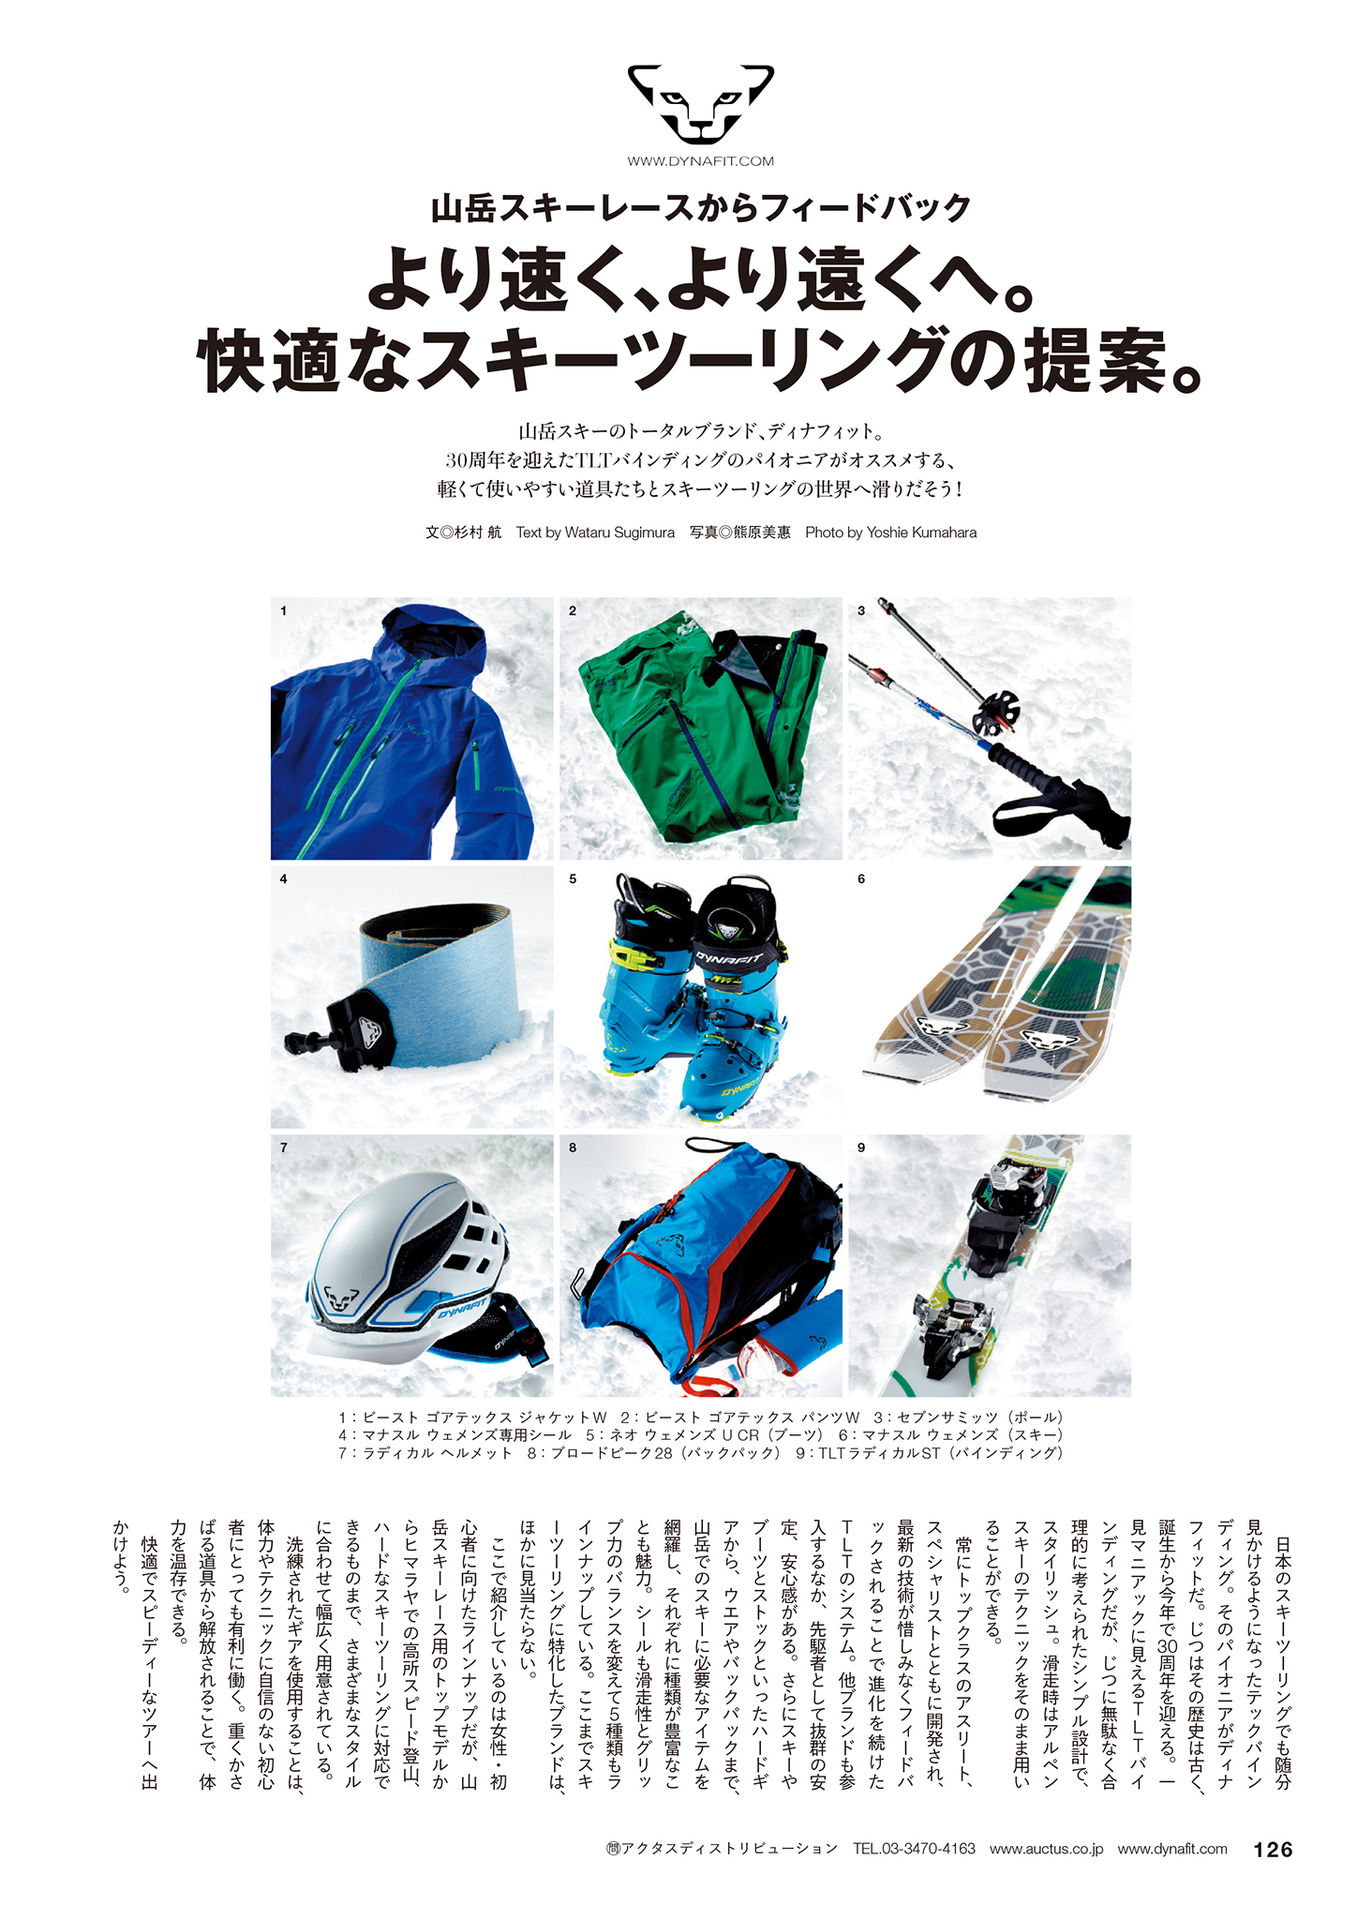 WWW.DYNAFIT.COM
山岳スキーレースからフィードバック
より速く、より遠くへ。
快適なスキーツーリングの提案。
山岳スキーのトータルブランド、ディナフィット。
30周年を迎えたTLTバインディングのパイオニアがオススメする、
軽くて使いやすい道具たちとスキーツーリングの世界へ滑りだそう!
文◎杉村 航　Text by Wataru Sugimura　写真◎熊原美惠　Photo by Yoshie Kumahara
1
2
3
4
5
DYNAFIT
DYNAFIT
6
7
DYNAFIT
DYNAFIT
8
9
1：ビースト ゴアテックス ジャケットW　2：ビースト ゴアテックス パンツW　3：セブンサミッツ（ポール）
4：マナスル ウェメンズ専用シール　5：ネオ ウェメンズ U CR（ブーツ）　6：マナスル ウェメンズ（スキー）
7：ラディカル ヘルメット　8：ブロードピーク28（バックパック）　9：TLTラディカルST（バインディング）
日本のスキーツーリングでも随分
見かけるようになったテックバイン
ディング。そのパイオニアがディナ
フィットだ。じつはその歴史は古く、
誕生から今年で30周年を迎える。一
見マニアックに見えるTLTバイ
ンディングだが、じつに無駄なく合
理的に考えられたシンプル設計で、
スタイリッシュ。滑走時はアルペン
スキーのテクニックをそのまま用い
ることができる。
常にトップクラスのアスリート、
スペシャリストとともに開発され、
最新の技術が惜しみなくフィードバ
ックされることで進化を続けた
TLTのシステム。他ブランドも参
入するなか、先駆者として抜群の安
定、安心感がある。さらにスキーや
ブーツとストックといったハードギ
アから、ウエアやバックパックまで、
山岳でのスキーに必要なアイテムを
網羅し、それぞれに種類が豊富なこ
とも魅力。シールも滑走性とグリッ
プ力のバランスを変えて5種類もラ
インナップしている。ここまでスキ
ーツーリングに特化したブランドは、
ほかに見当たらない。
ここで紹介しているのは女性・初
心者に向けたラインナップだが、山
岳スキーレース用のトップモデルか
らヒマラヤでの高所スピード登山、
ハードなスキーツーリングに対応で
きるものまで、さまざまなスタイル
に合わせて幅広く用意されている。
洗練されたギアを使用することは、
体力やテクニックに自信のない初心
者にとっても有利に働く。重くかさ
ばる道具から解放されることで、体
力を温存できる。
快適でスピーディーなツアーへ出
かけよう。
㉄アクタスディストリビューション　TEL.03-3470-4163　www.auctus.co.jp　www.dynafit.com　126